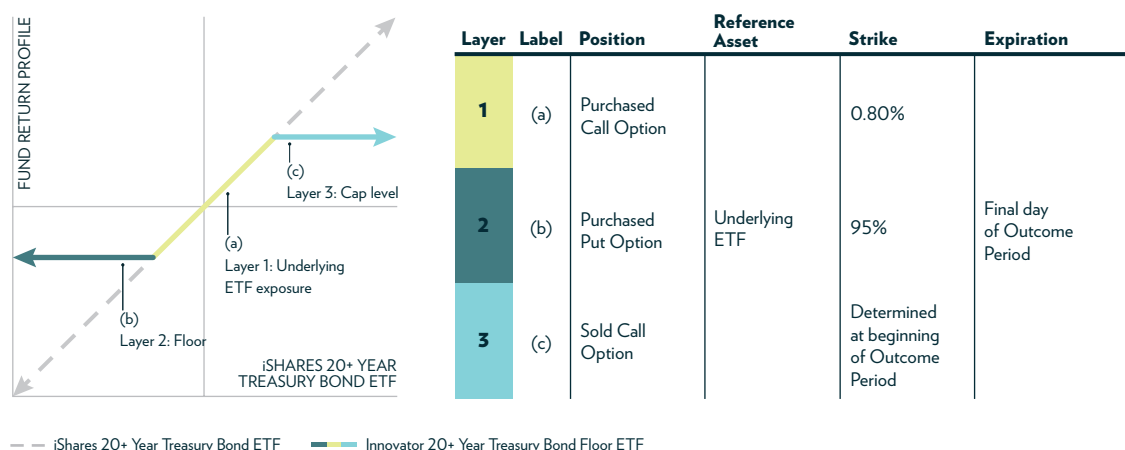 FUND RETURN PROFILE
(c)
Layer 3: Cap level
(a)
Layer 1: Underlying
ETF exposure
(b)
Layer 2: Floor
iSHARES 20+ YEAR
TREASURY BOND ETF
Layer Label Position Reference Asset Strike Expiration
1 (a) Purchased Call Option 0.80%
2 (b) Purchased Put Option Underlying ETF 95% Final day of Outcome Period
3 (c) Sold Call Option Determined at beginning of Outcome Period
iShares 20+ Year Treasury Bond ETF Innovator 20+ Year Treasury Bond Floor ETF